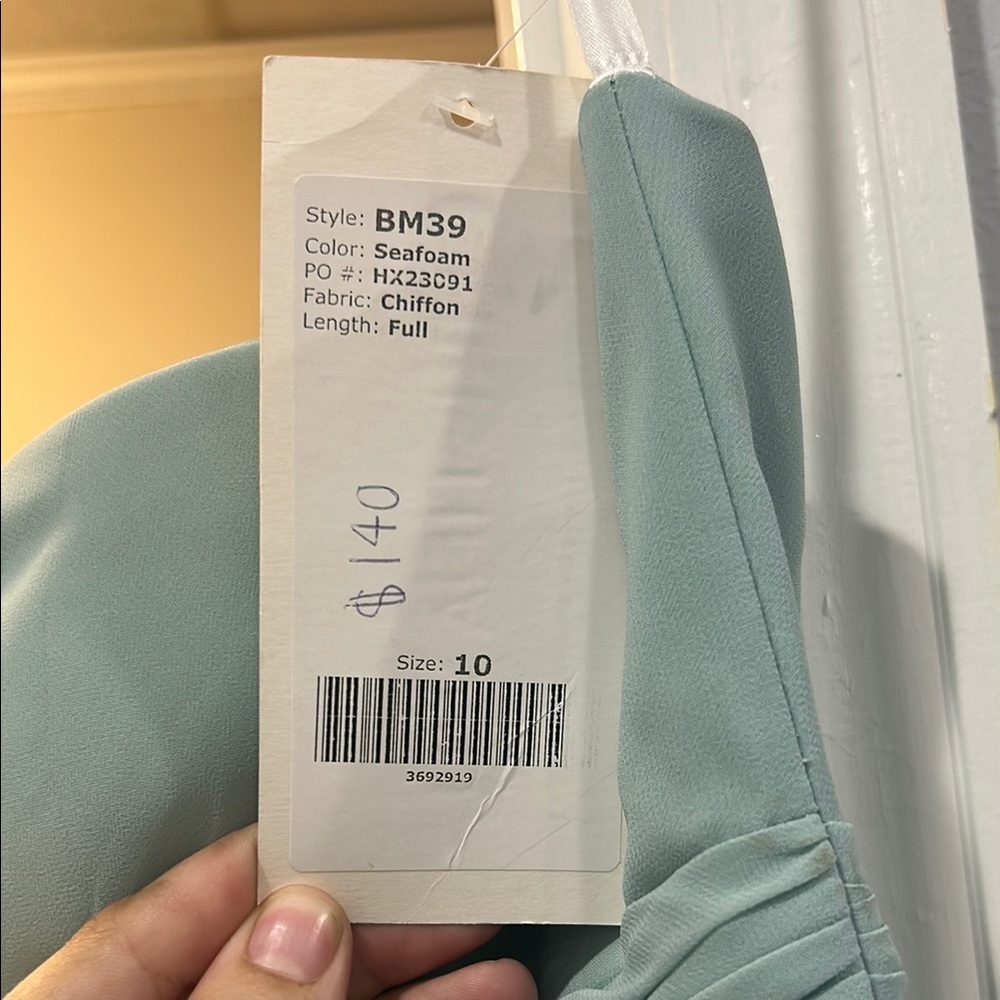 Style: BM39
Color: Seafoam
PO #: HX23091
Fabric: Chiffon
Length: Full
$140
Size: 10
3692919